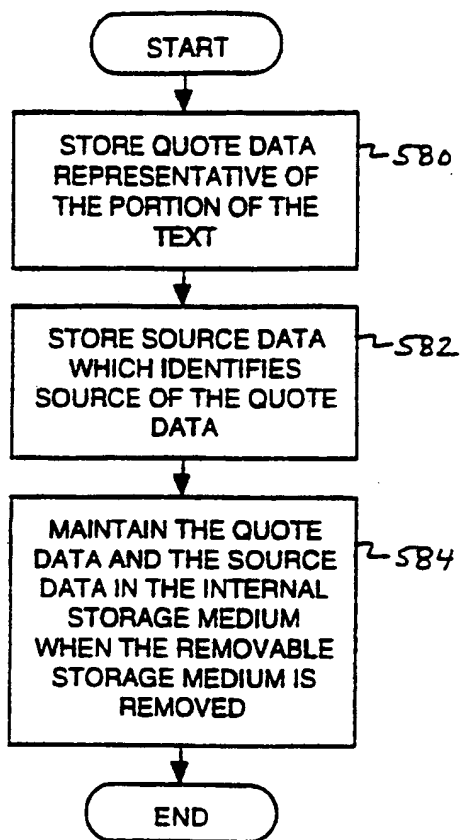 START
STORE QUOTE DATA
REPRESENTATIVE OF
THE PORTION OF THE
TEXT
580
STORE SOURCE DATA
WHICH IDENTIFIES
SOURCE OF THE QUOTE
DATA
582
MAINTAIN THE QUOTE
DATA AND THE SOURCE
DATA IN THE INTERNAL
STORAGE MEDIUM
WHEN THE REMOVABLE
STORAGE MEDIUM IS
REMOVED
584
END